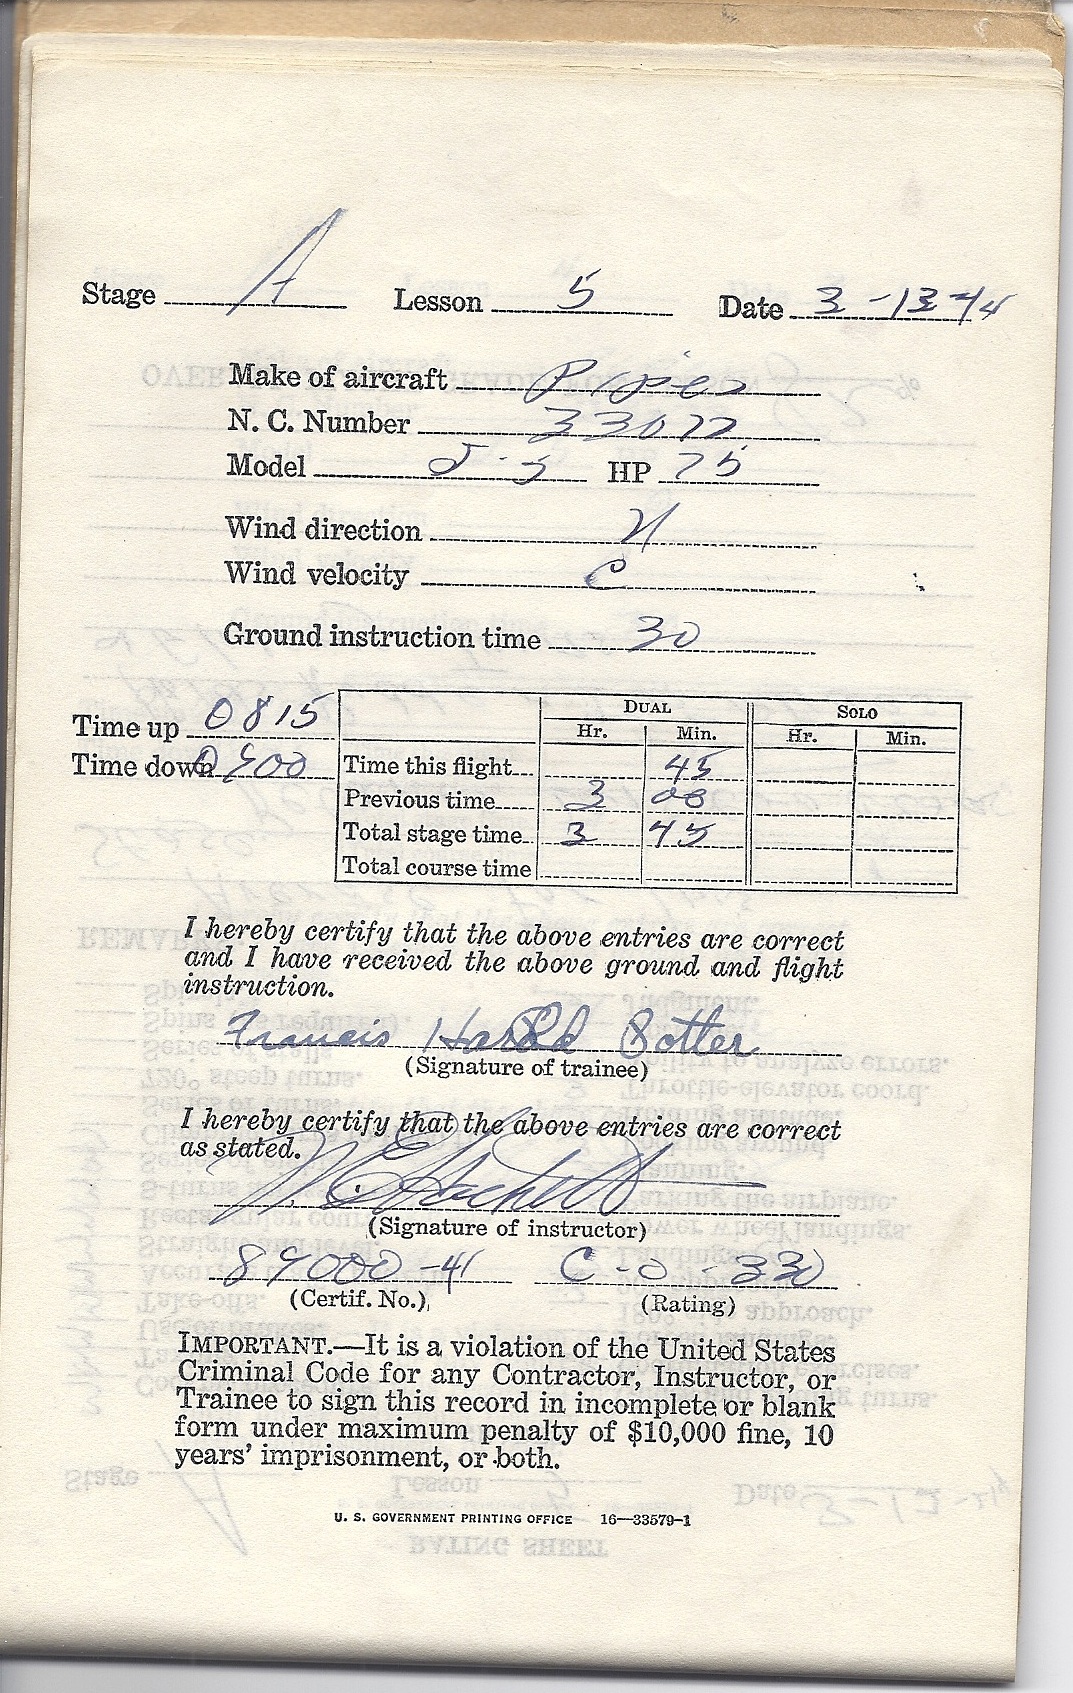 Stage A Lesson 5 Date 3-13-44
Make of aircraft Piper
N. C. Number 33077
Model J-5 HP 75
Wind direction N
Wind velocity C
Ground instruction time 30
Time up 0815
Time down 0900
DUAL SOLO
Hr. Min. Hr. Min.
Time this flight 45
Previous time 3 00
Total stage time 3 45
Total course time
I hereby certify that the above entries are correct
and I have received the above ground and flight
instruction.
Francis Harold Potter
(Signature of trainee)
I hereby certify that the above entries are correct
as stated.
(Signature of instructor)
89000-41 C-O-330
(Certif. No.) (Rating)
IMPORTANT.—It is a violation of the United States
Criminal Code for any Contractor, Instructor, or
Trainee to sign this record in incomplete or blank
form under maximum penalty of $10,000 fine, 10
years' imprisonment, or both.
U. S. GOVERNMENT PRINTING OFFICE 16—33579-1